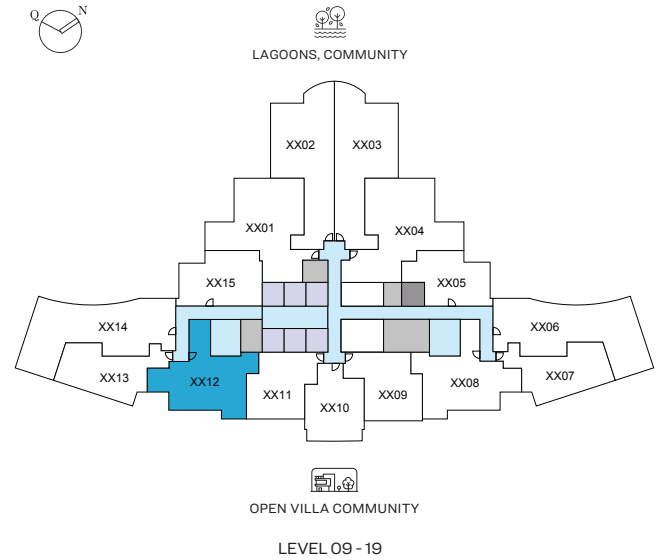 Q N
LAGOONS, COMMUNITY
XX02 XX03
XX01 XX04
XX15 XX05
XX14 XX06
XX13 XX12 XX11 XX10 XX09 XX08 XX07
OPEN VILLA COMMUNITY
LEVEL 09 - 19